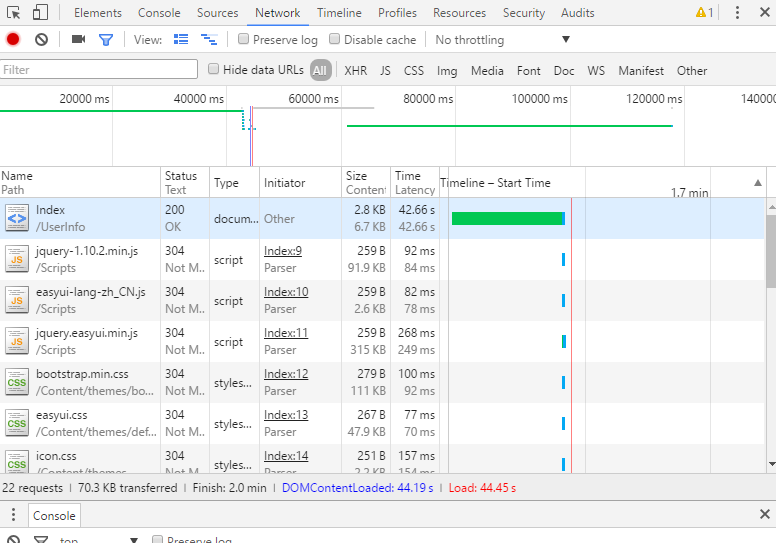 Elements Console Sources Network Timeline Profiles Resources Security Audits 1
View: Preserve log Disable cache No throttling
Filter Hide data URLs All XHR JS CSS Img Media Font Doc WS Manifest Other
20000 ms 40000 ms 60000 ms 80000 ms 100000 ms 120000 ms 14000
Name Status Type Initiator Size Time Timeline – Start Time
Path Text Content Latency 1.7 min
Index 200 docum... Other 2.8 KB 42.66 s
/UserInfo OK 6.7 KB 42.66 s
jquery-1.10.2.min.js 304 script Index:9 259 B 92 ms
/Scripts Not M... Parser 91.9 KB 84 ms
easyui-lang-zh_CN.js 304 script Index:10 259 B 82 ms
/Scripts Not M... Parser 2.6 KB 78 ms
jquery.easyui.min.js 304 script Index:11 259 B 268 ms
/Scripts Not M... Parser 315 KB 249 ms
bootstrap.min.css 304 styles... Index:12 279 B 100 ms
/Content/themes/bo... Not M... Parser 111 KB 92 ms
easyui.css 304 styles... Index:13 267 B 77 ms
/Content/themes/def... Not M... Parser 47.9 KB 70 ms
icon.css 304 styles... Index:14 251 B 157 ms
/Content/themes Not M... Parser 2.2 KB 154 ms
22 requests | 70.3 KB transferred | Finish: 2.0 min | DOMContentLoaded: 44.19 s | Load: 44.45 s
Console
top Preserve log